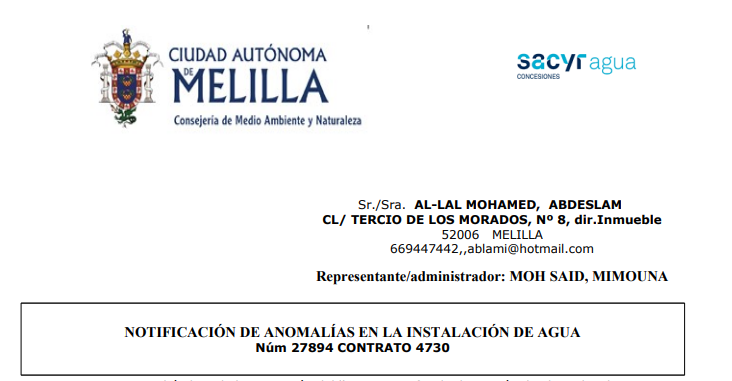 CIUDAD AUTÓNOMA
DE
MELILLA
Consejería de Medio Ambiente y Naturaleza
sacyr agua
CONCESIONES
Sr./Sra. AL-LAL MOHAMED, ABDESLAM
CL/ TERCIO DE LOS MORADOS, Nº 8, dir.Inmueble
52006 MELILLA
669447442,,ablami@hotmail.com
Representante/administrador: MOH SAID, MIMOUNA
NOTIFICACIÓN DE ANOMALÍAS EN LA INSTALACIÓN DE AGUA
Núm 27894 CONTRATO 4730